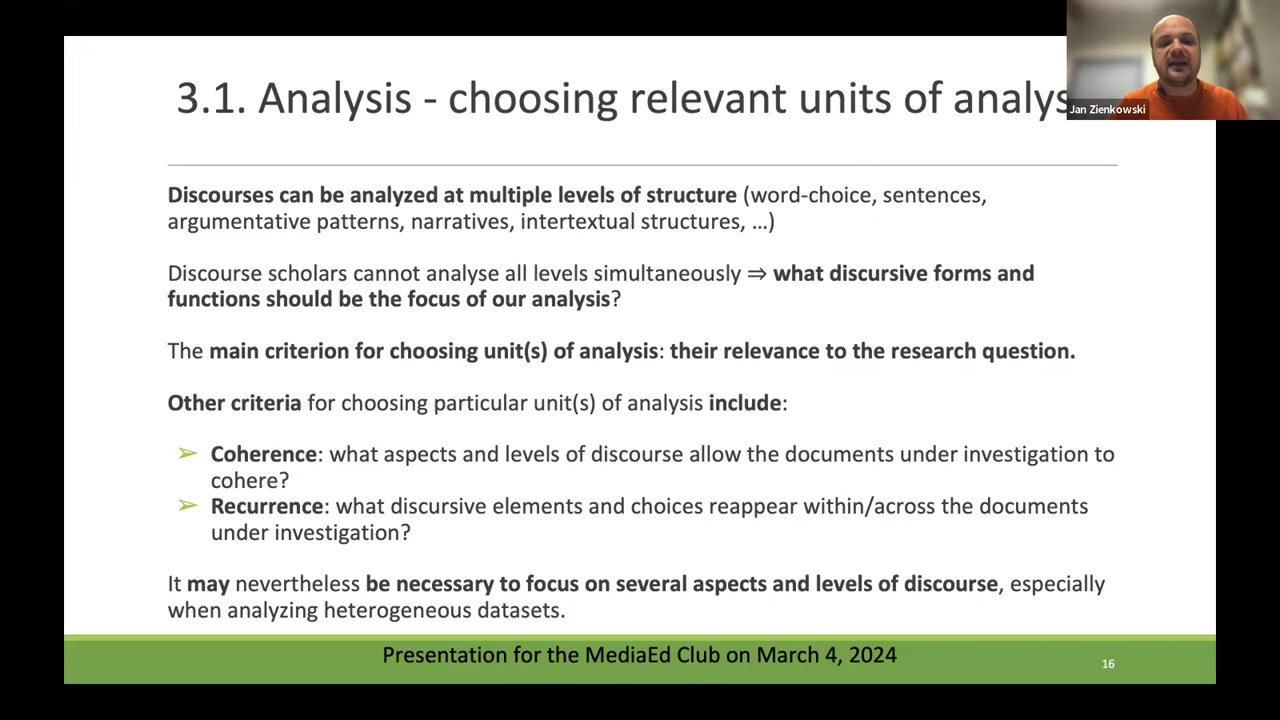 3.1. Analysis - choosing relevant units of analys
Jan Zienkowski
Discourses can be analyzed at multiple levels of structure (word-choice, sentences,
argumentative patterns, narratives, intertextual structures, …)
Discourse scholars cannot analyse all levels simultaneously ⇒ what discursive forms and
functions should be the focus of our analysis?
The main criterion for choosing unit(s) of analysis: their relevance to the research question.
Other criteria for choosing particular unit(s) of analysis include:
➢ Coherence: what aspects and levels of discourse allow the documents under investigation to
cohere?
➢ Recurrence: what discursive elements and choices reappear within/across the documents
under investigation?
It may nevertheless be necessary to focus on several aspects and levels of discourse, especially
when analyzing heterogeneous datasets.
Presentation for the MediaEd Club on March 4, 2024
16